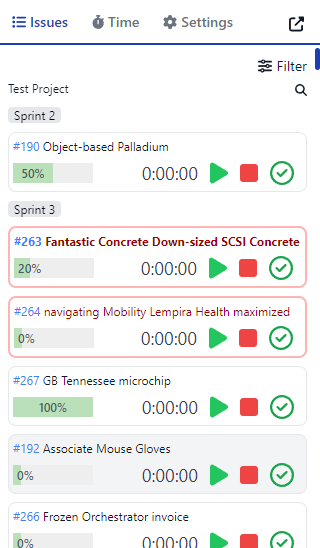 Issues Time Settings
Filter
Test Project
Sprint 2
#190 Object-based Palladium
50% 0:00:00
Sprint 3
#263 Fantastic Concrete Down-sized SCSI Concrete
20% 0:00:00
#264 navigating Mobility Lempira Health maximized
0% 0:00:00
#267 GB Tennessee microchip
100% 0:00:00
#192 Associate Mouse Gloves
0% 0:00:00
#266 Frozen Orchestrator invoice
0% 0:00:00